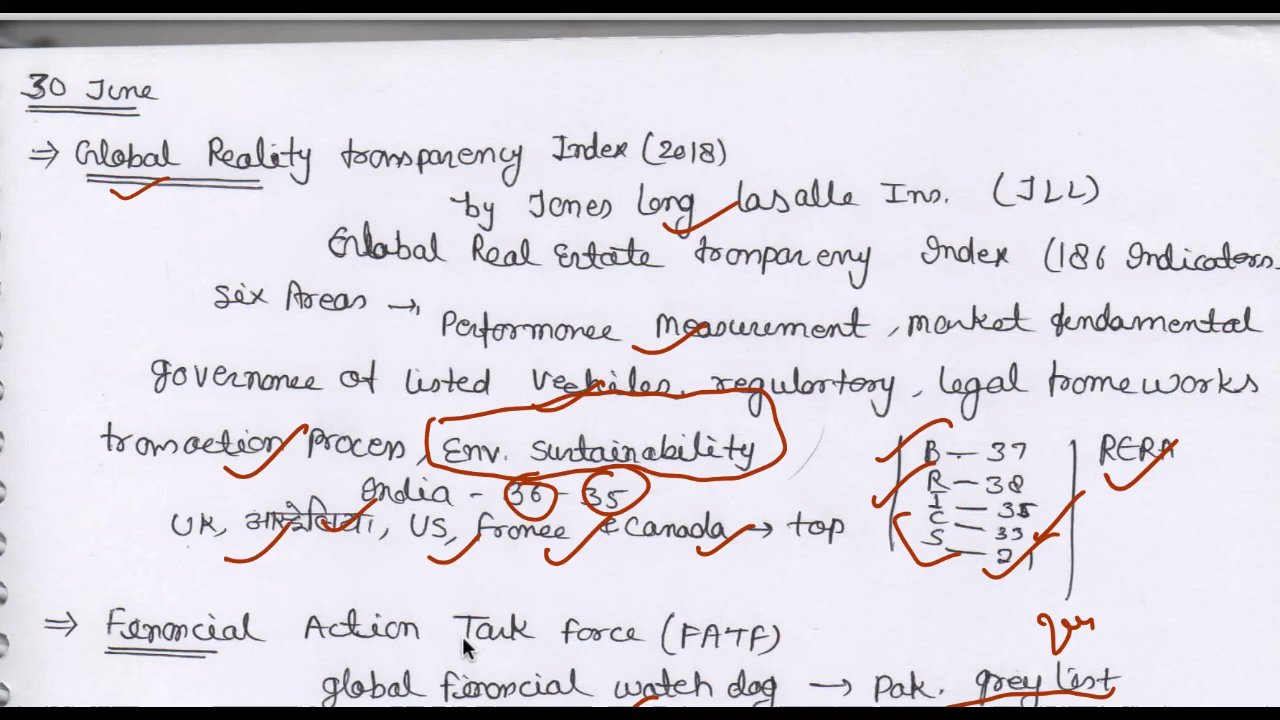 30 June
⇒ Global Reality transparency Index (2018)
by Jones Long Lasalle Ins. (JLL)
Global Real Estate transparency Index (186 Indicators
six Areas → Performance Measurement, market fundamental
governance of listed Vechiles, regulortory, legal frameworks
transaction process, Env. sustainability
India - 36 - 35
UK, आस्ट्रेलिया, US, France & Canada → top
B — 37
R — 38
I — 35
C — 33
S — 21
RERA
⇒ Financial Action Task force (FATF)
global financial watch dog → Pak. grey list